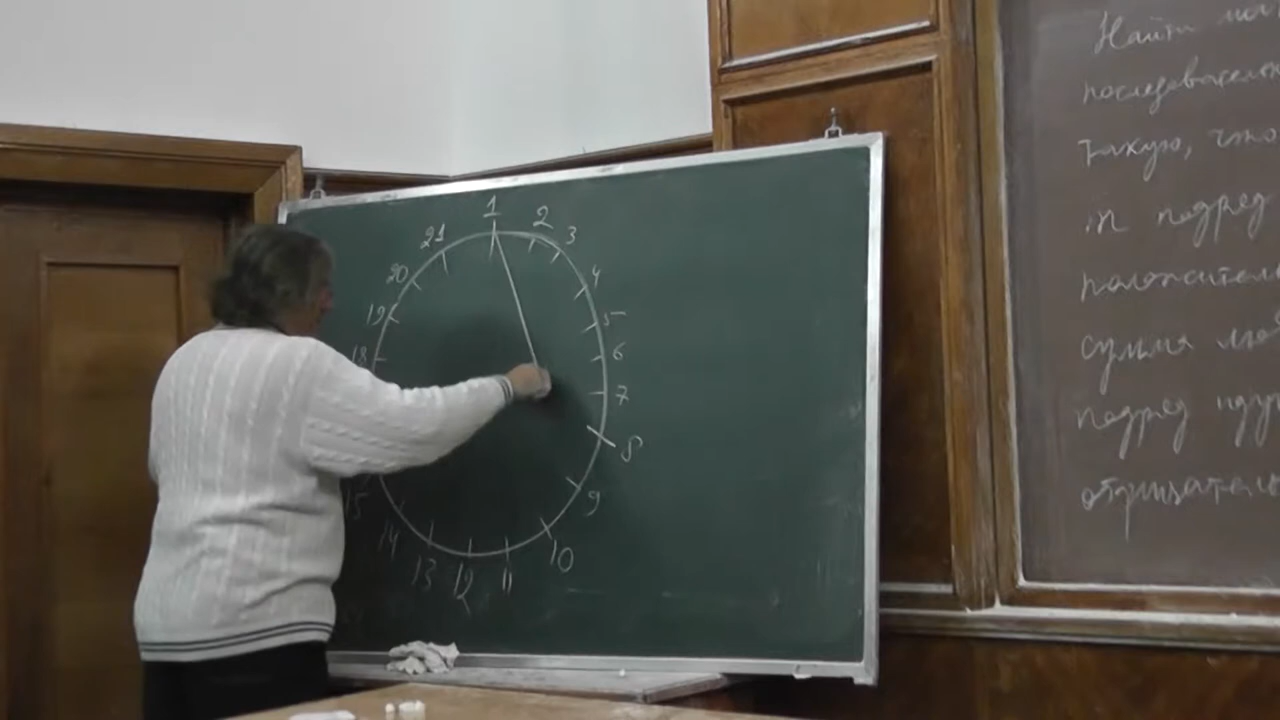 1
2
3
4
5
6
7
8
9
10
11
12
13
14
15
18
19
20
21
Найти
последователь
такую, что
m подряд
положитель
сумма
подряд
отрицатель